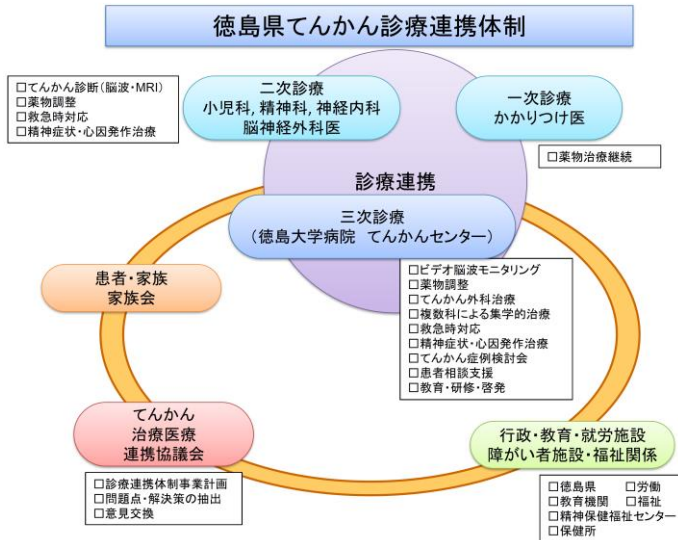 徳島県てんかん診療連携体制
□てんかん診断(脳波・MRI)
□薬物調整
□救急時対応
□精神症状・心因発作治療
二次診療
小児科, 精神科, 神経内科
脳神経外科医
一次診療
かかりつけ医
□薬物治療継続
診療連携
三次診療
(徳島大学病院 てんかんセンター)
□ビデオ脳波モニタリング
□薬物調整
□てんかん外科治療
□複数科による集学的治療
□救急時対応
□精神症状・心因発作治療
□てんかん症例検討会
□患者相談支援
□教育・研修・啓発
患者・家族
家族会
てんかん
治療医療
連携協議会
□診療連携体制事業計画
□問題点・解決策の抽出
□意見交換
行政・教育・就労施設
障がい者施設・福祉関係
□徳島県 □労働
□教育機関 □福祉
□精神保健福祉センター
□保健所